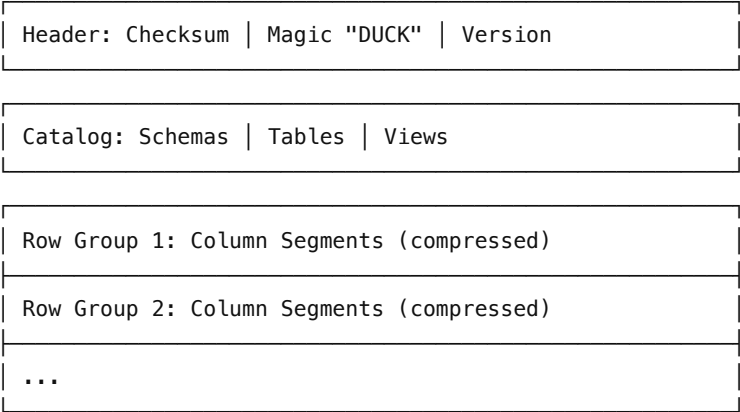 Header: Checksum │ Magic "DUCK" │ Version
Catalog: Schemas │ Tables │ Views
Row Group 1: Column Segments (compressed)
Row Group 2: Column Segments (compressed)
...